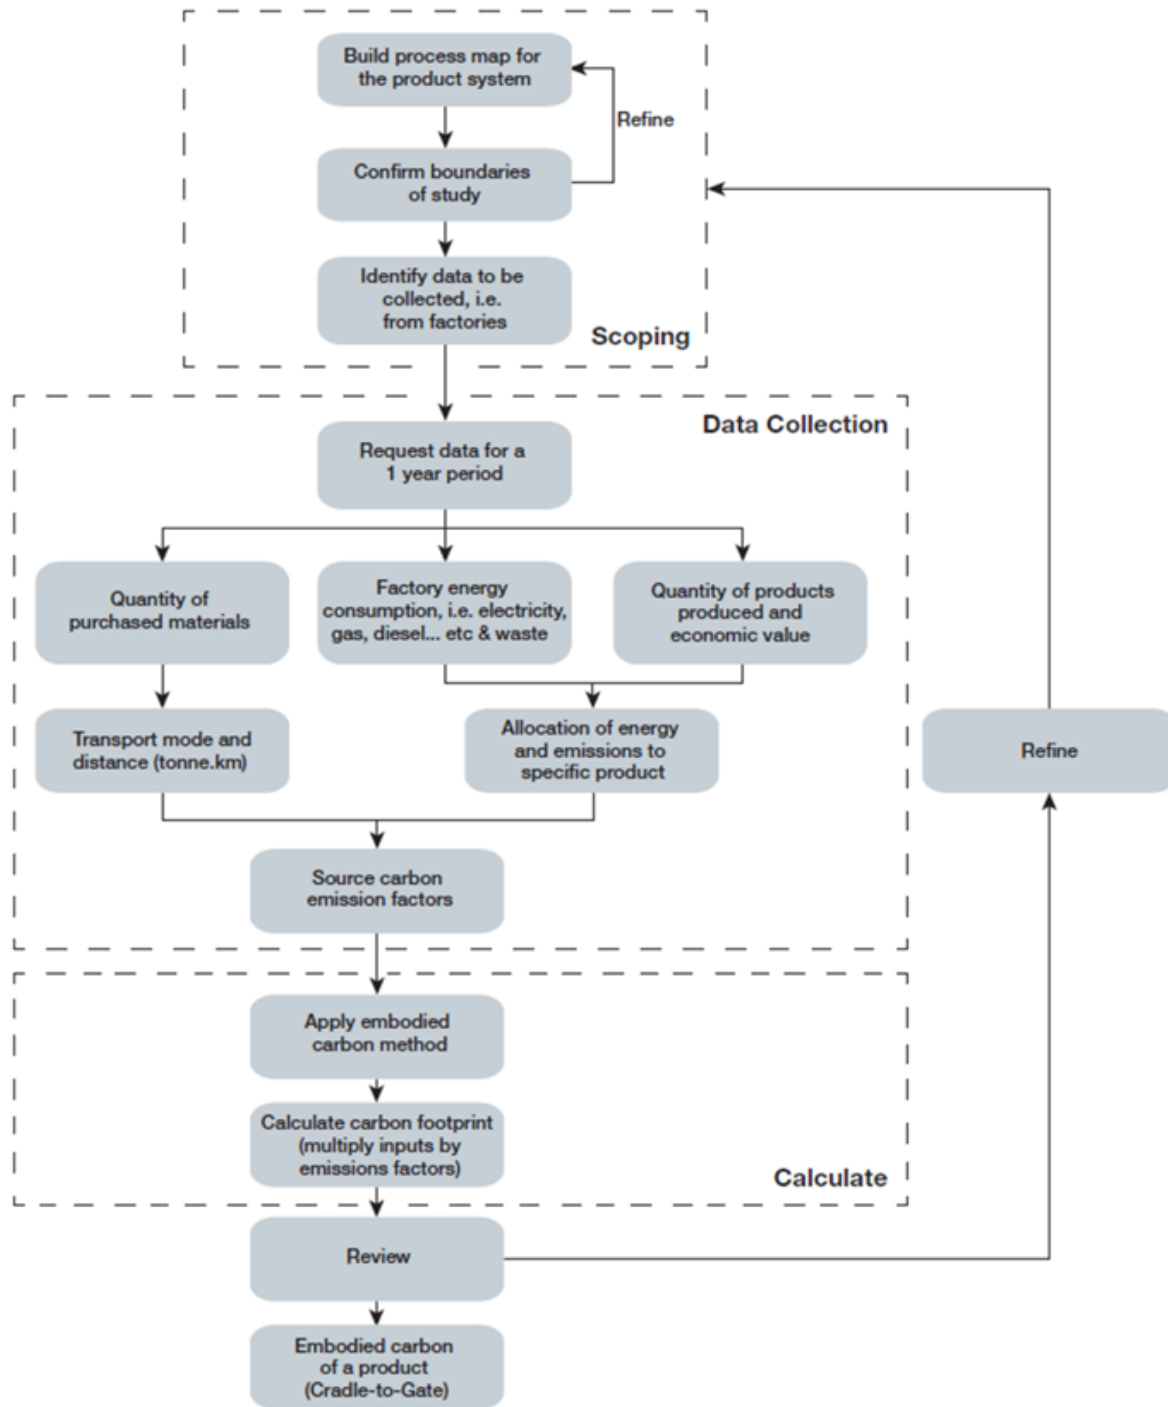 Build process map for
the product system
Refine
Confirm boundaries
of study
Identify data to be
collected, i.e.
from factories
Scoping
Data Collection
Request data for a
1 year period
Quantity of
purchased materials
Factory energy
consumption, i.e. electricity,
gas, diesel... etc & waste
Quantity of products
produced and
economic value
Transport mode and
distance (tonne.km)
Allocation of energy
and emissions to
specific product
Refine
Source carbon
emission factors
Apply embodied
carbon method
Calculate carbon footprint
(multiply inputs by
emissions factors)
Calculate
Review
Embodied carbon
of a product
(Cradle-to-Gate)